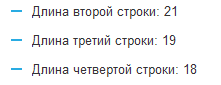 Длина второй строки: 21
Длина третий строки: 19
Длина четвертой строки: 18